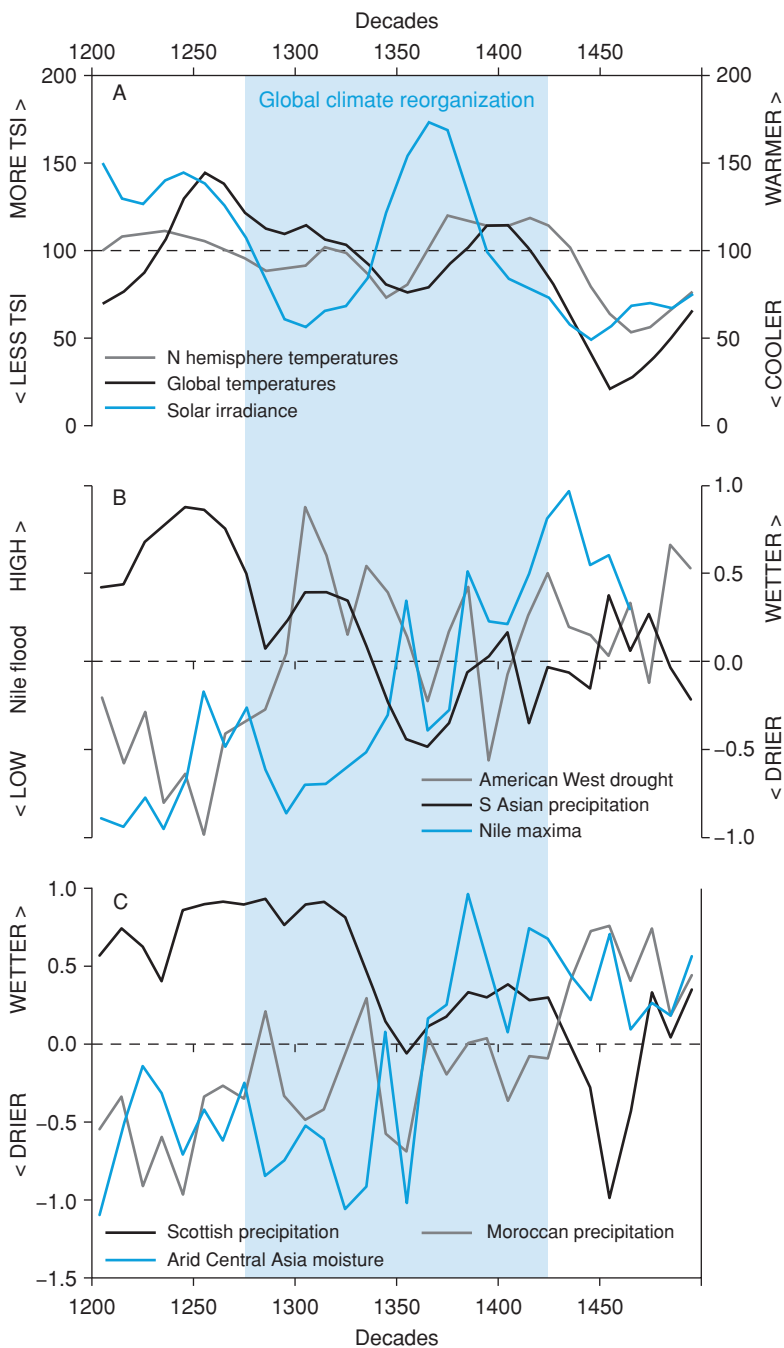 Decades
1200 1250 1300 1350 1400 1450
A
Global climate reorganization
200 200
150 150
100 100
50 50
0 0
< LESS TSI MORE TSI >
< COOLER WARMER >
N hemisphere temperatures
Global temperatures
Solar irradiance
B
1.0
0.5
0.0
−0.5
−1.0
< LOW Nile flood HIGH >
< DRIER WETTER >
American West drought
S Asian precipitation
Nile maxima
C
1.0
0.5
0.0
−0.5
−1.0
−1.5
< DRIER WETTER >
Scottish precipitation Moroccan precipitation
Arid Central Asia moisture
1200 1250 1300 1350 1400 1450
Decades